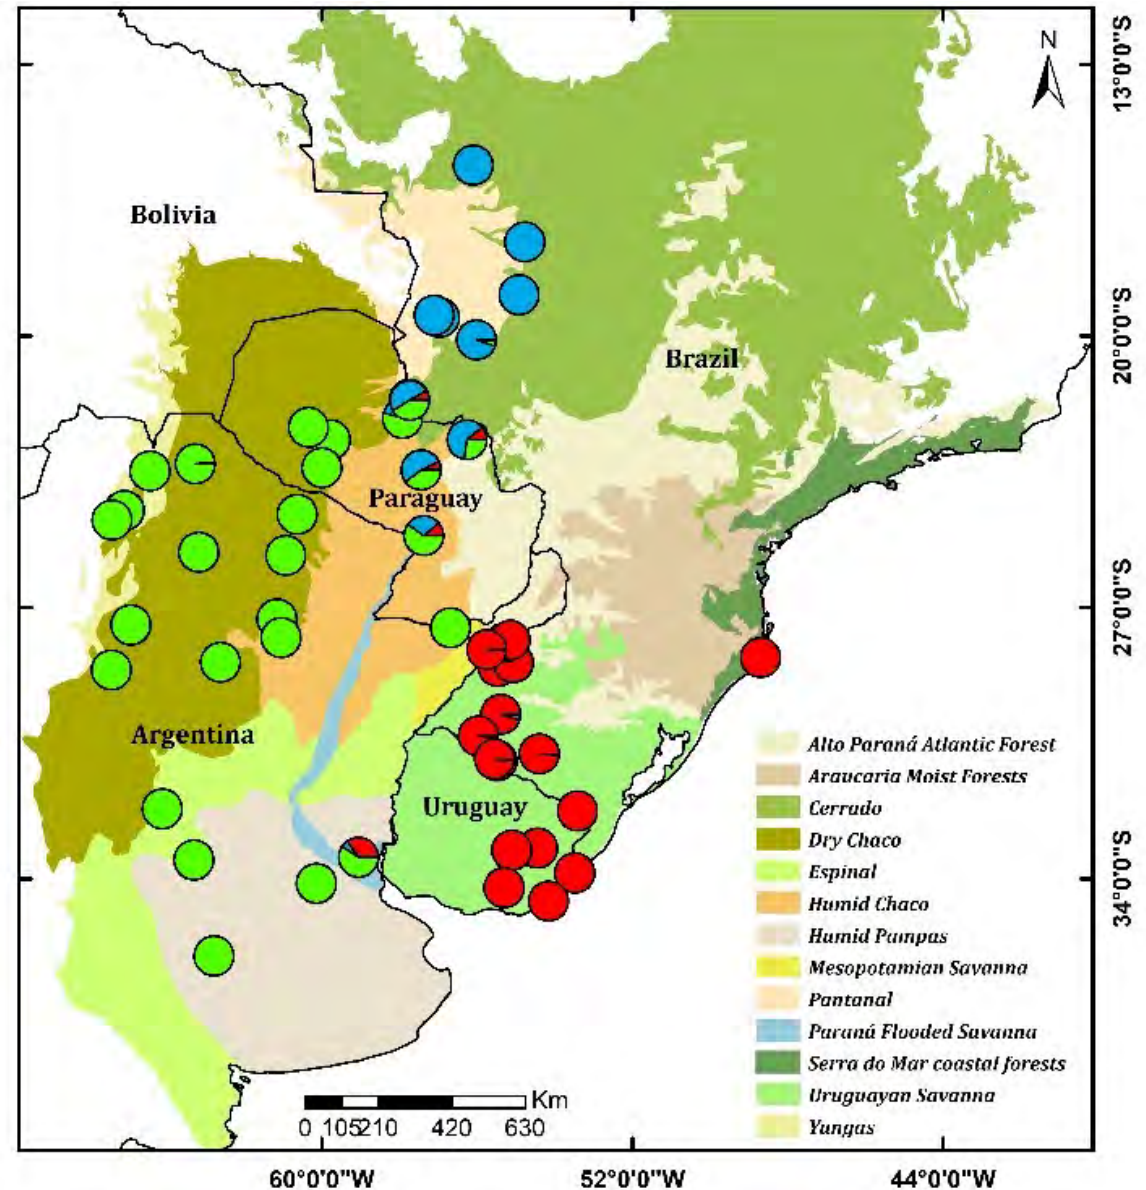 N
13°0'0"S
Bolivia
20°0'0"S
Brazil
Paraguay
27°0'0"S
Argentina
Uruguay
34°0'0"S
Alto Paraná Atlantic Forest
Araucaria Moist Forests
Cerrado
Dry Chaco
Espinal
Humid Chaco
Humid Pampas
Mesopotamian Savanna
Pantanal
Paraná Flooded Savanna
Serra do Mar coastal forests
Uruguayan Savanna
Yungas
Km
0 105210 420 630
60°0'0"W 52°0'0"W 44°0'0"W